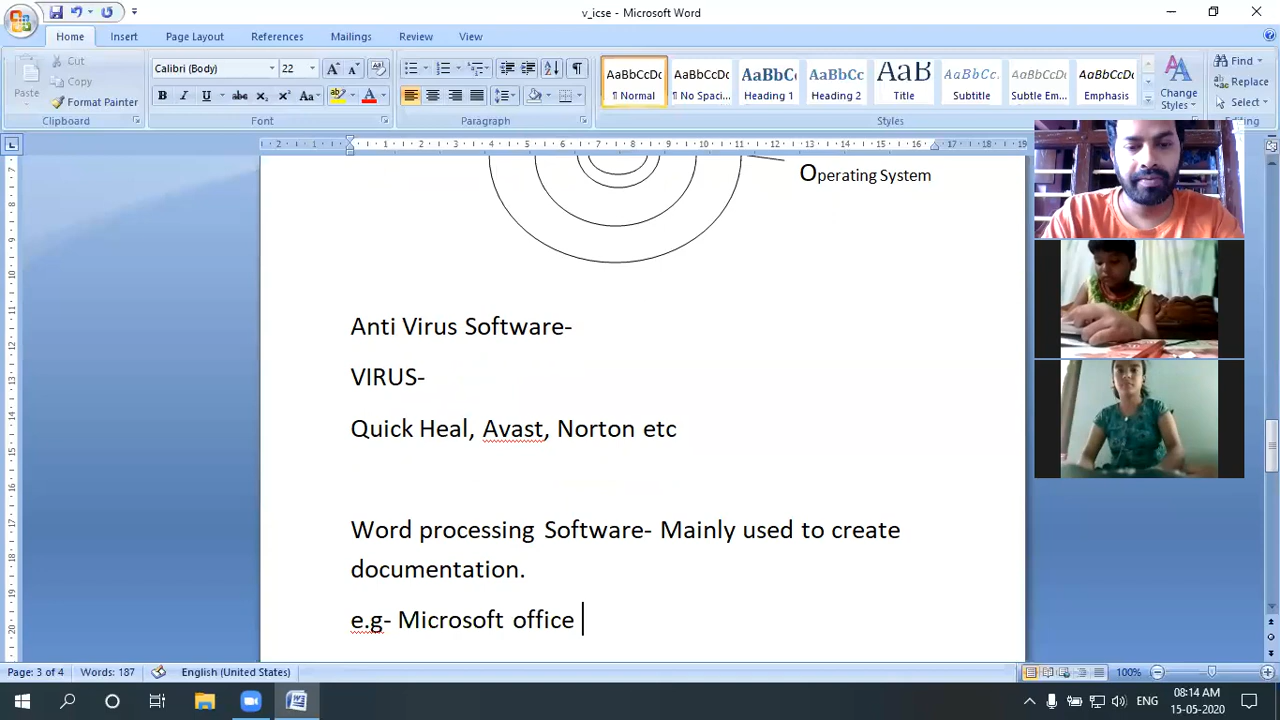 v_icse - Microsoft Word
Home Insert Page Layout References Mailings Review View
Cut
Copy
Format Painter
Paste
Clipboard
Calibri (Body) 22
Font
Paragraph
AaBbCcDc AaBbCcDc AaBbCc AaBbCc AaB AaBbCc. AaBbCcDc AaBbCcDc
¶ Normal ¶ No Spaci... Heading 1 Heading 2 Title Subtitle Subtle Em... Emphasis
Change Styles
Styles
Find
Replace
Select
Editing
Operating System
Anti Virus Software-
VIRUS-
Quick Heal, Avast, Norton etc
Word processing Software- Mainly used to create
documentation.
e.g- Microsoft office
Page: 3 of 4 Words: 187 English (United States) 100%
ENG 08:14 AM
15-05-2020